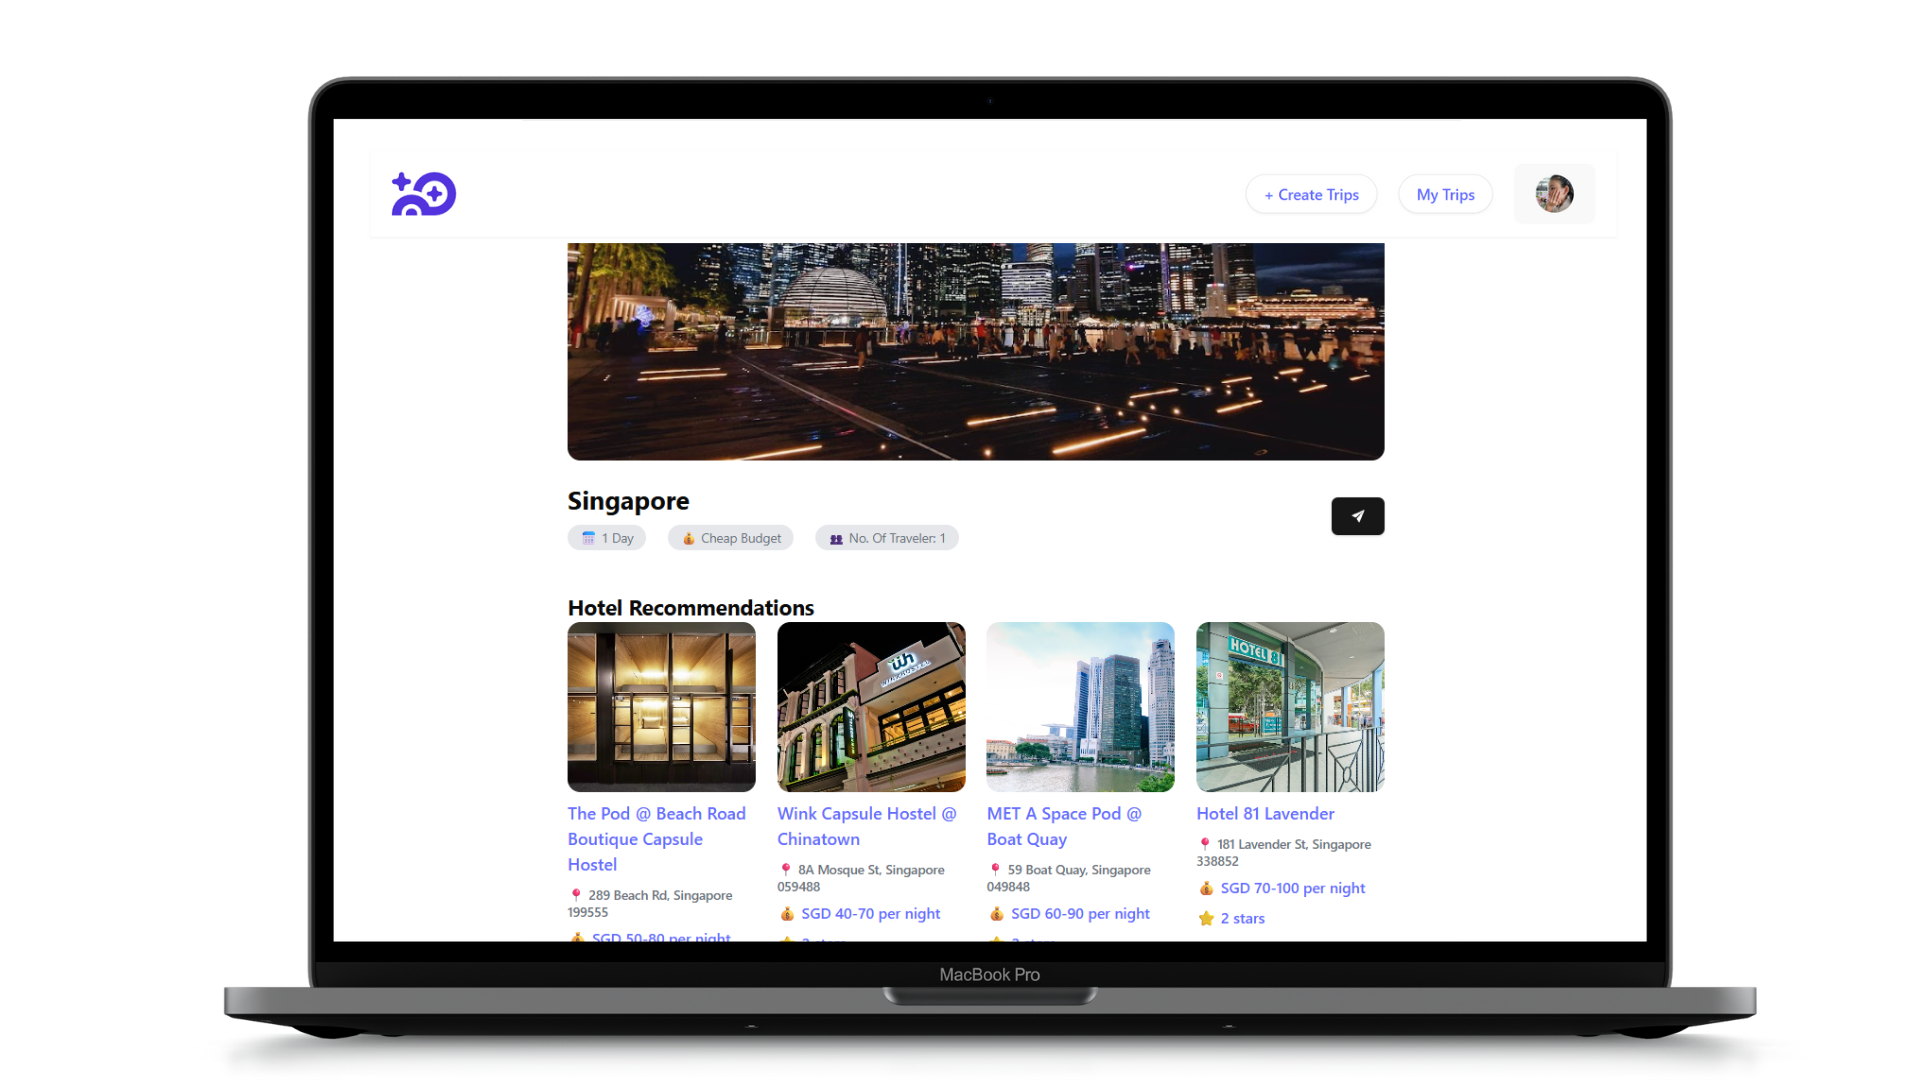 + Create Trips
My Trips
Singapore
1 Day
Cheap Budget
No. Of Traveler: 1
Hotel Recommendations
HOTEL 81
The Pod @ Beach Road
Boutique Capsule
Hostel
289 Beach Rd, Singapore
199555
SGD 50-80 per night
Wink Capsule Hostel @
Chinatown
8A Mosque St, Singapore
059488
SGD 40-70 per night
MET A Space Pod @
Boat Quay
59 Boat Quay, Singapore
049848
SGD 60-90 per night
Hotel 81 Lavender
181 Lavender St, Singapore
338852
SGD 70-100 per night
2 stars
MacBook Pro